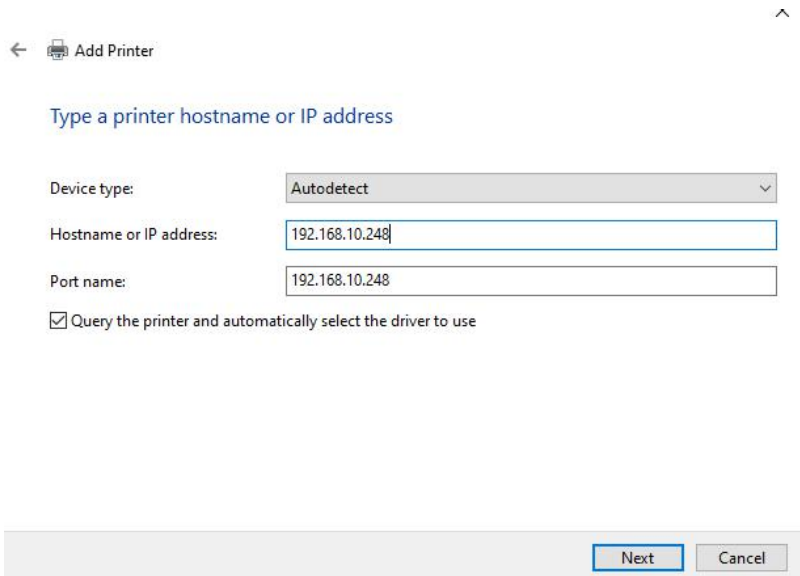 Add Printer
Type a printer hostname or IP address
Device type: Autodetect
Hostname or IP address: 192.168.10.248
Port name: 192.168.10.248
Query the printer and automatically select the driver to use
Next Cancel